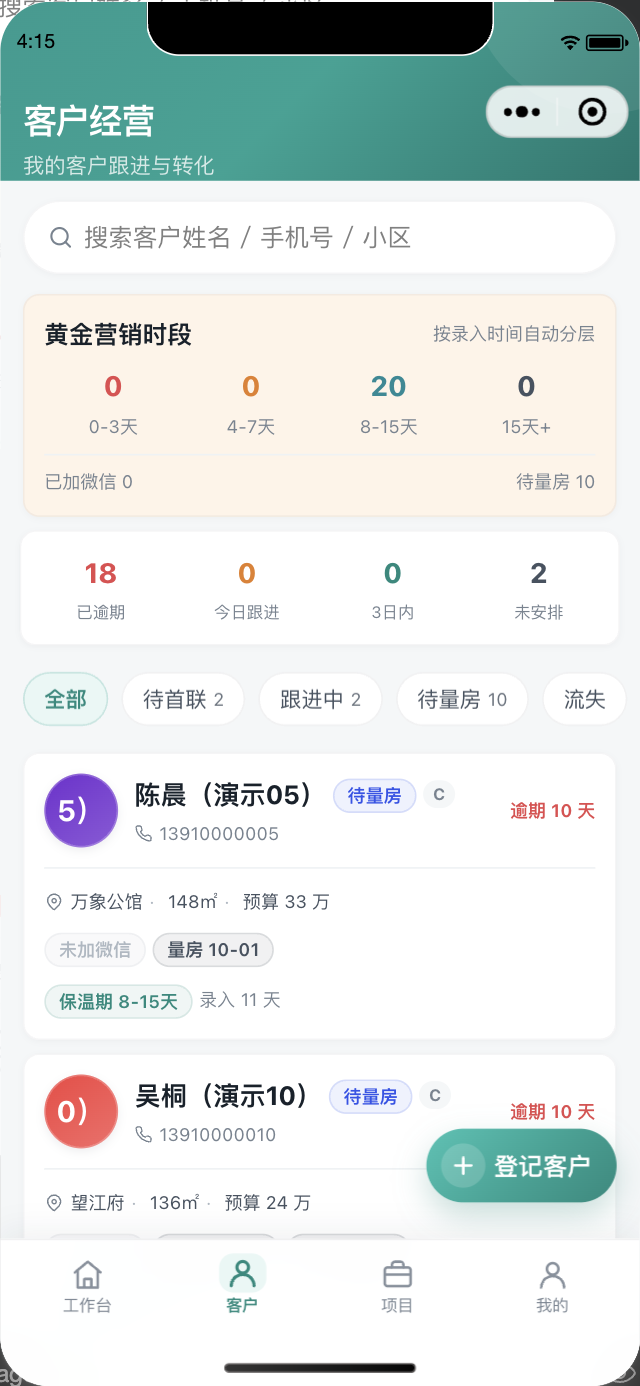 4:15
客户经营
我的客户跟进与转化
搜索客户姓名 / 手机号 / 小区
黄金营销时段 按录入时间自动分层
0 0 20 0
0-3天 4-7天 8-15天 15天+
已加微信 0 待量房 10
18 0 0 2
已逾期 今日跟进 3日内 未安排
全部 待首联 2 跟进中 2 待量房 10 流失
5） 陈晨（演示05） 待量房 C 逾期 10 天
13910000005
万象公馆 · 148㎡ · 预算 33 万
未加微信 量房 10-01
保温期 8-15天 录入 11 天
0） 吴桐（演示10） 待量房 C 逾期 10 天
13910000010
望江府 · 136㎡ · 预算 24 万
登记客户
工作台 客户 项目 我的